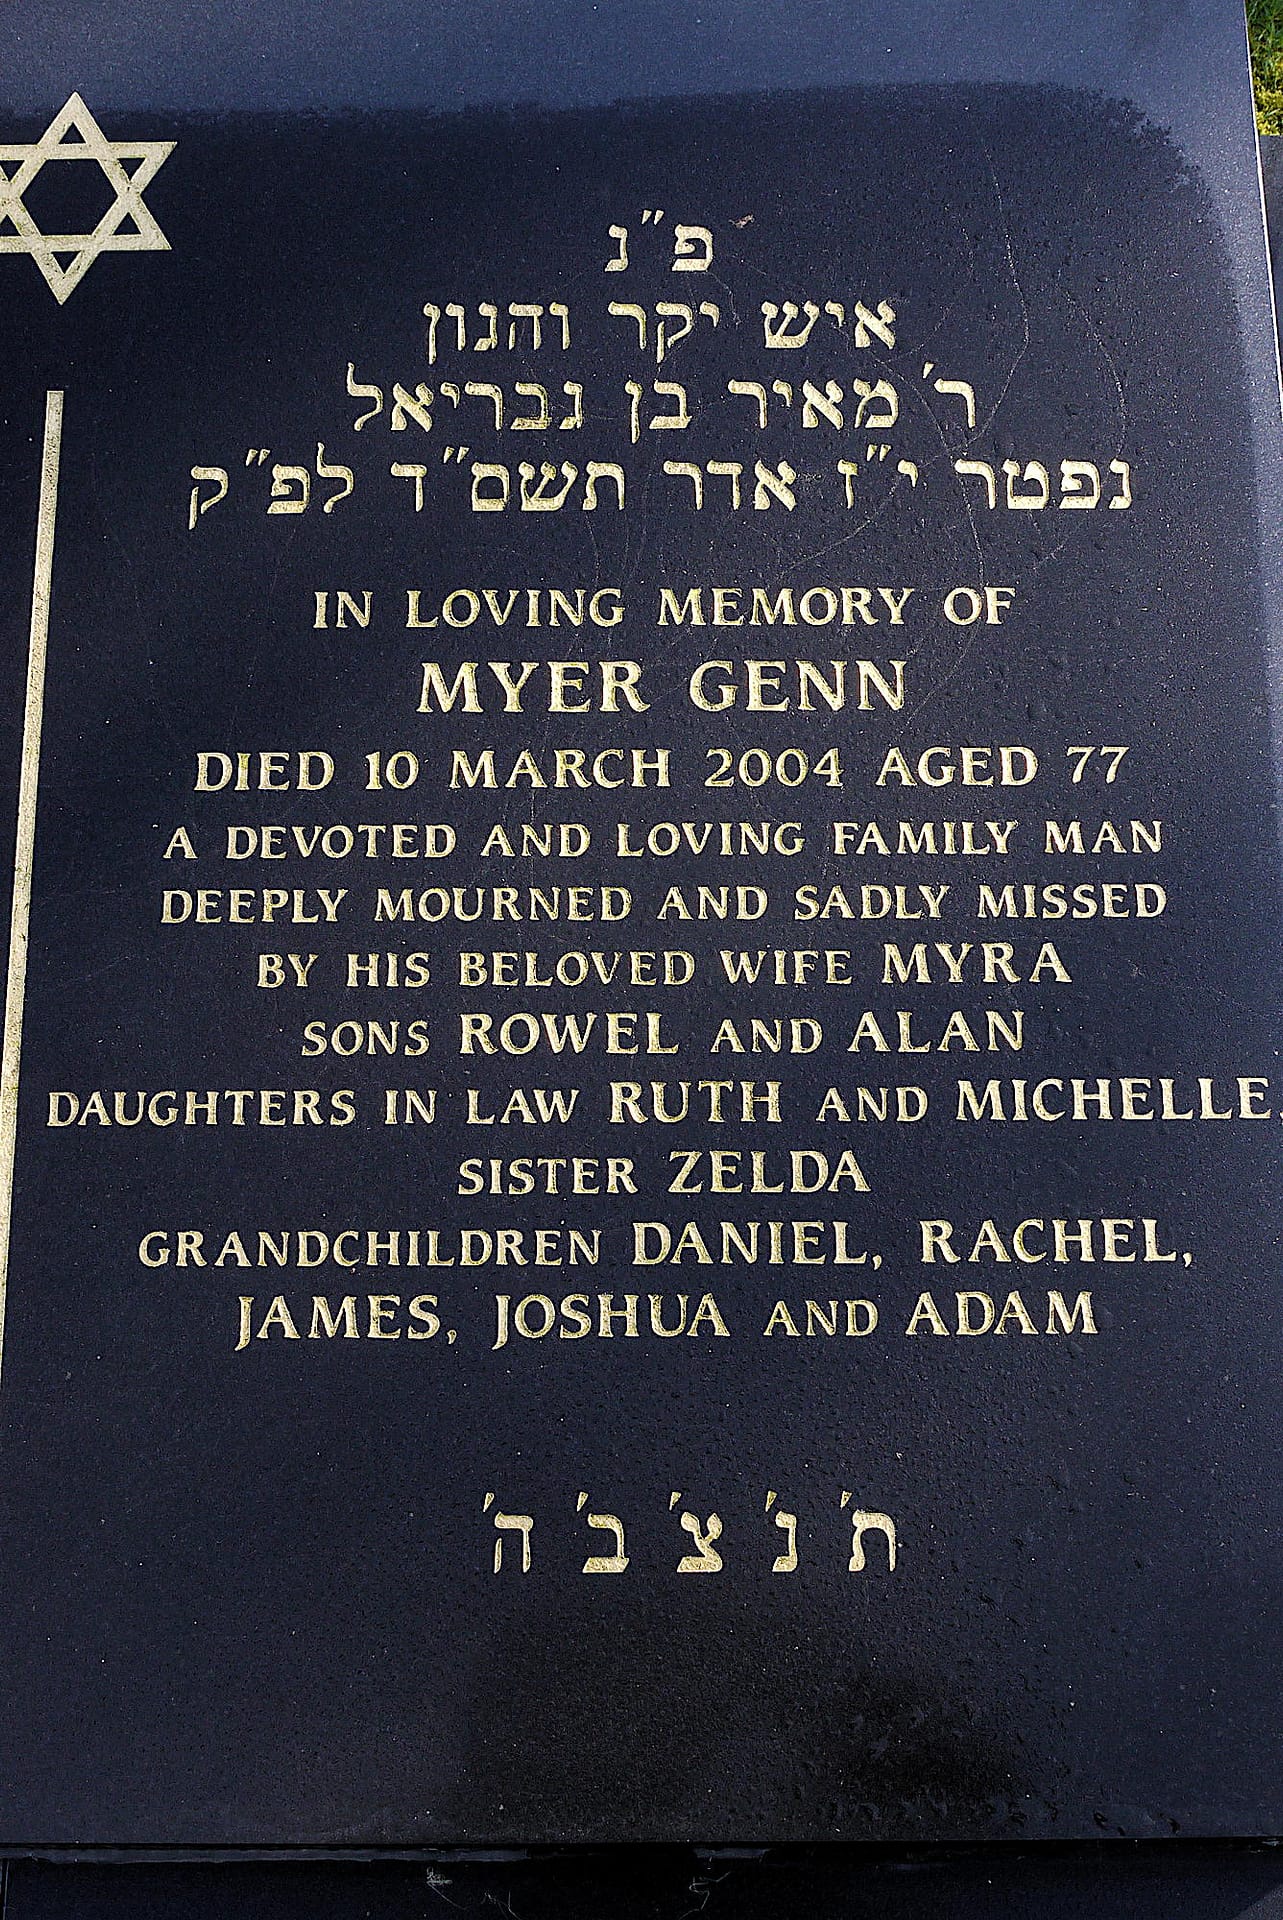 פ"נ
איש יקר והגון
ר' מאיר בן גבריאל
נפטר י"ז אדר תשס"ד לפ"ק
IN LOVING MEMORY OF
MYER GENN
DIED 10 MARCH 2004 AGED 77
A DEVOTED AND LOVING FAMILY MAN
DEEPLY MOURNED AND SADLY MISSED
BY HIS BELOVED WIFE MYRA
SONS ROWEL AND ALAN
DAUGHTERS IN LAW RUTH AND MICHELLE,
SISTER ZELDA
GRANDCHILDREN DANIEL, RACHEL,
JAMES, JOSHUA AND ADAM
ת' נ' צ' ב' ה'